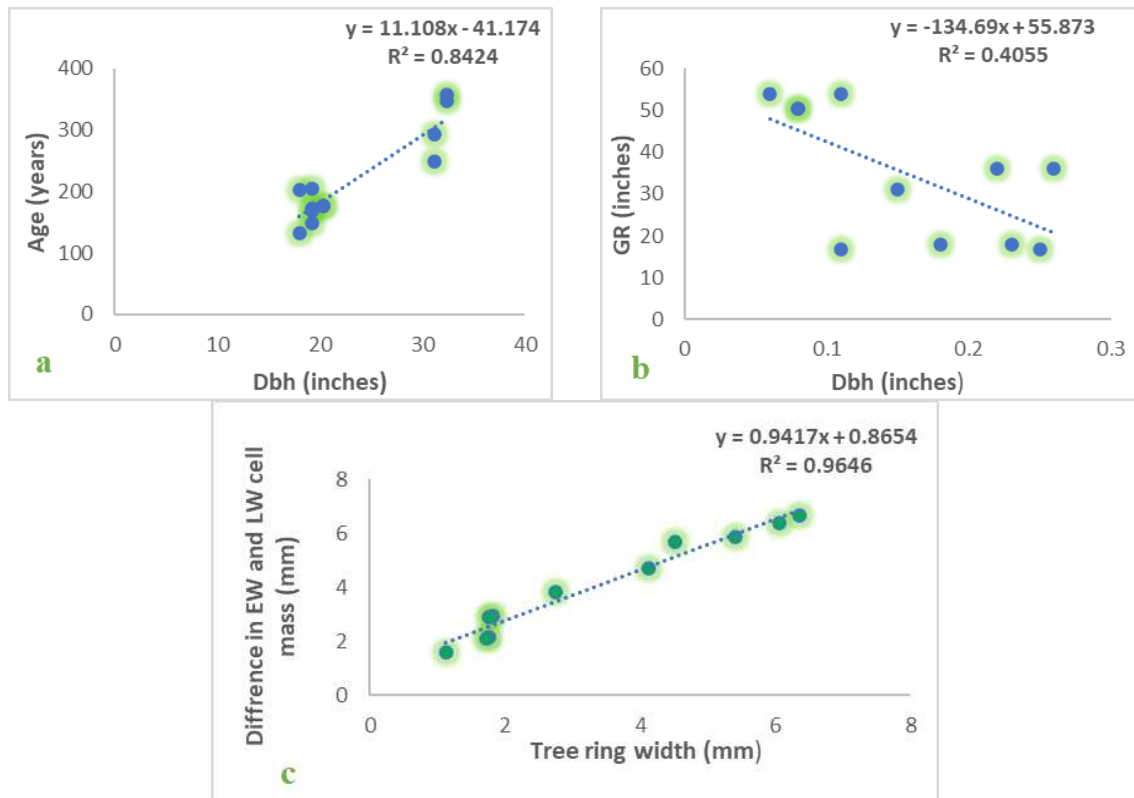 y = 11.108x - 41.174
R² = 0.8424
400
300
200
100
0
Age (years)
0 10 20 30 40
Dbh (inches)
a
y = -134.69x + 55.873
R² = 0.4055
60
50
40
30
20
10
0
GR (inches)
0 0.1 0.2 0.3
Dbh (inches)
b
y = 0.9417x + 0.8654
R² = 0.9646
8
6
4
2
0
Diffrence in EW and LW cell
mass (mm)
0 2 4 6 8
Tree ring width (mm)
c